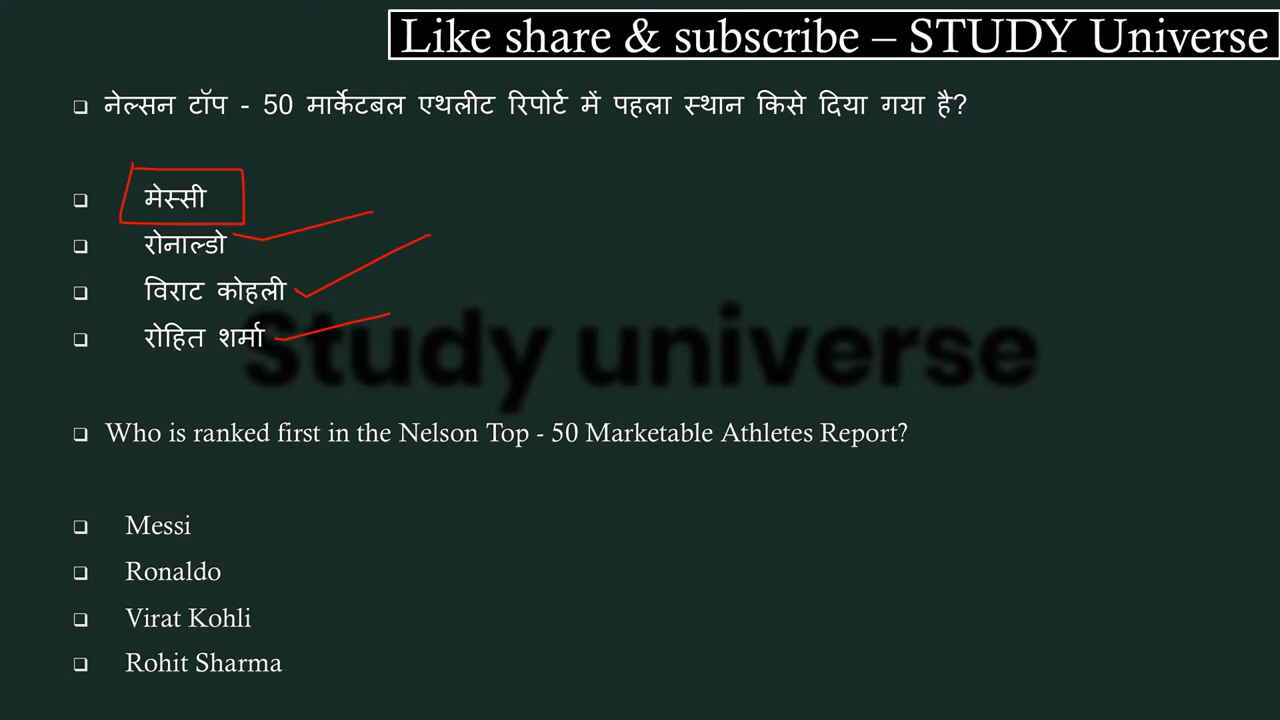 Like share & subscribe – STUDY Universe
नेल्सन टॉप - 50 मार्केटबल एथलीट रिपोर्ट में पहला स्थान किसे दिया गया है?
मेस्सी
रोनाल्डो
विराट कोहली
रोहित शर्मा
Study universe
Who is ranked first in the Nelson Top - 50 Marketable Athletes Report?
Messi
Ronaldo
Virat Kohli
Rohit Sharma